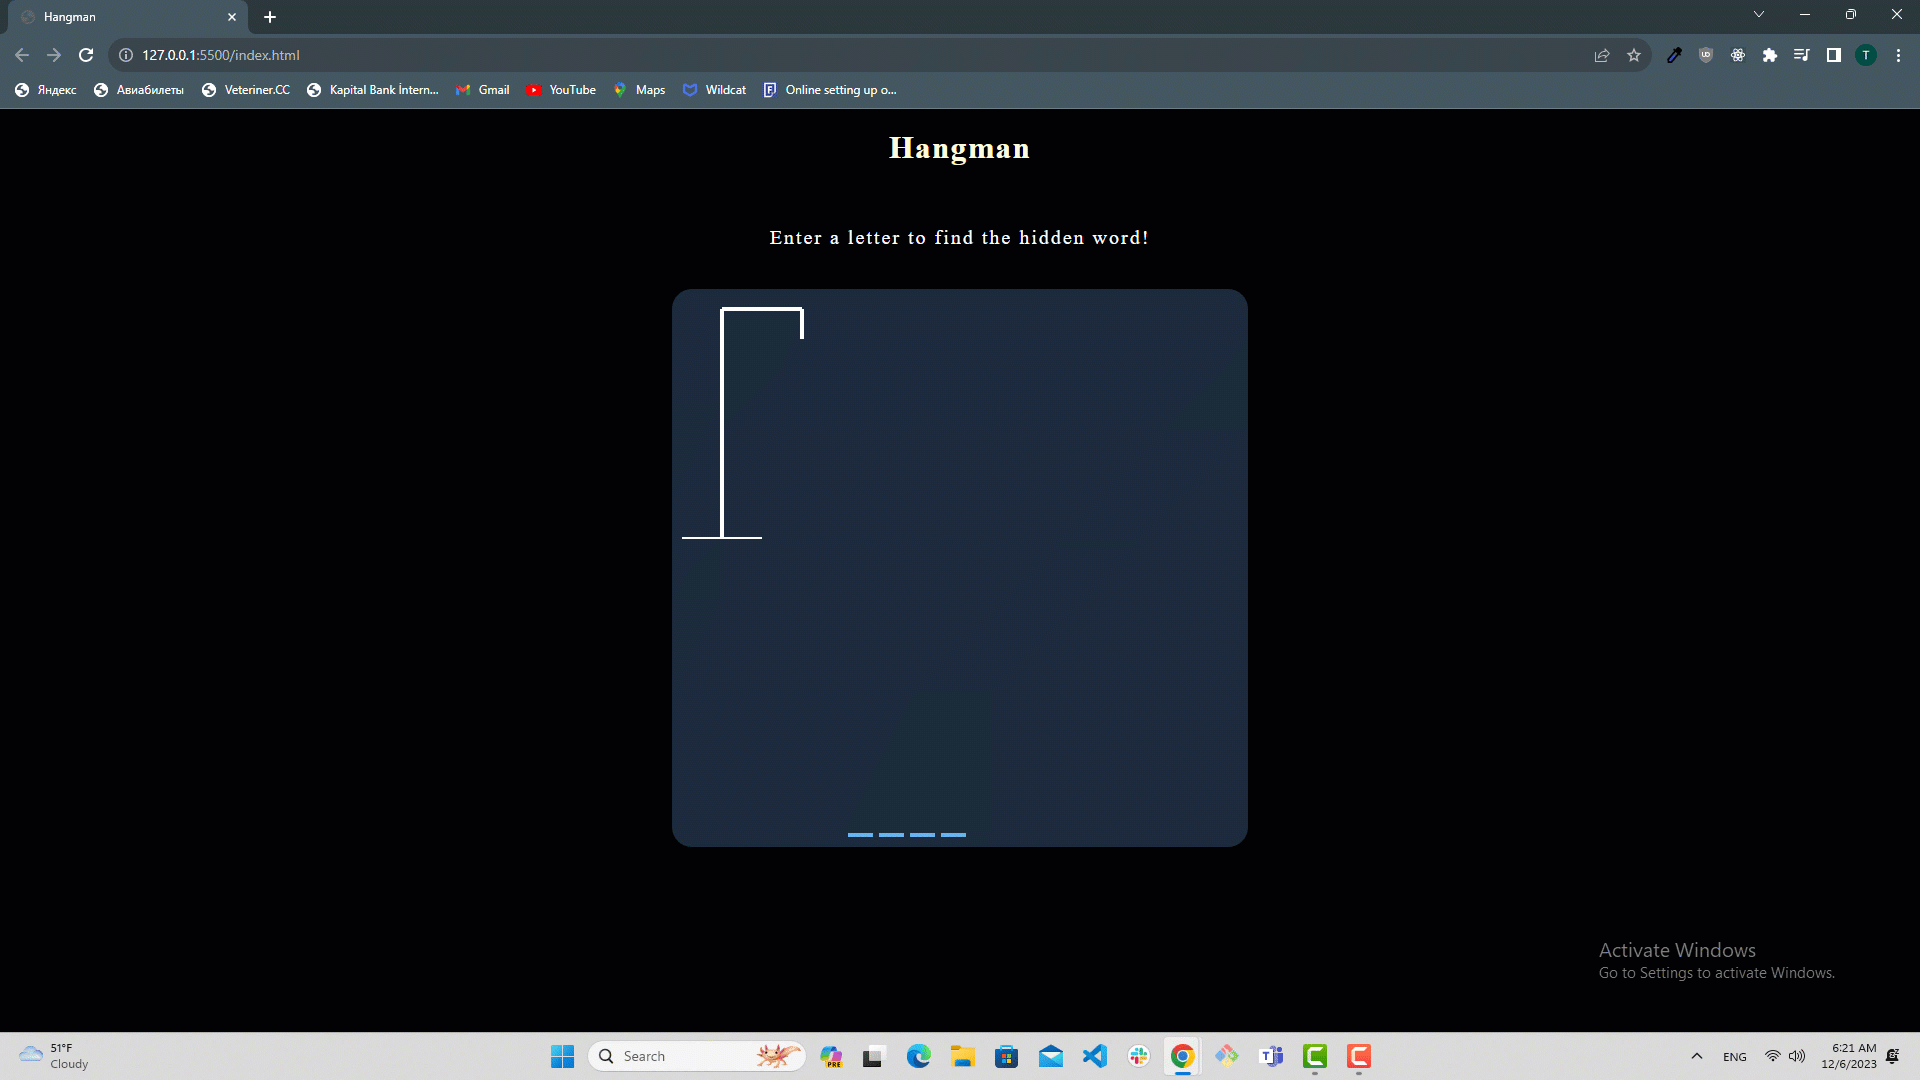 Hangman
127.0.0.1:5500/index.html
Яндекс
Авиабилеты
Veteriner.CC
Kapital Bank İntern...
Gmail
YouTube
Maps
Wildcat
Online setting up o...
Hangman
Enter a letter to find the hidden word!
Activate Windows
Go to Settings to activate Windows.
51°F
Cloudy
Search
PRE
ENG
6:21 AM
12/6/2023